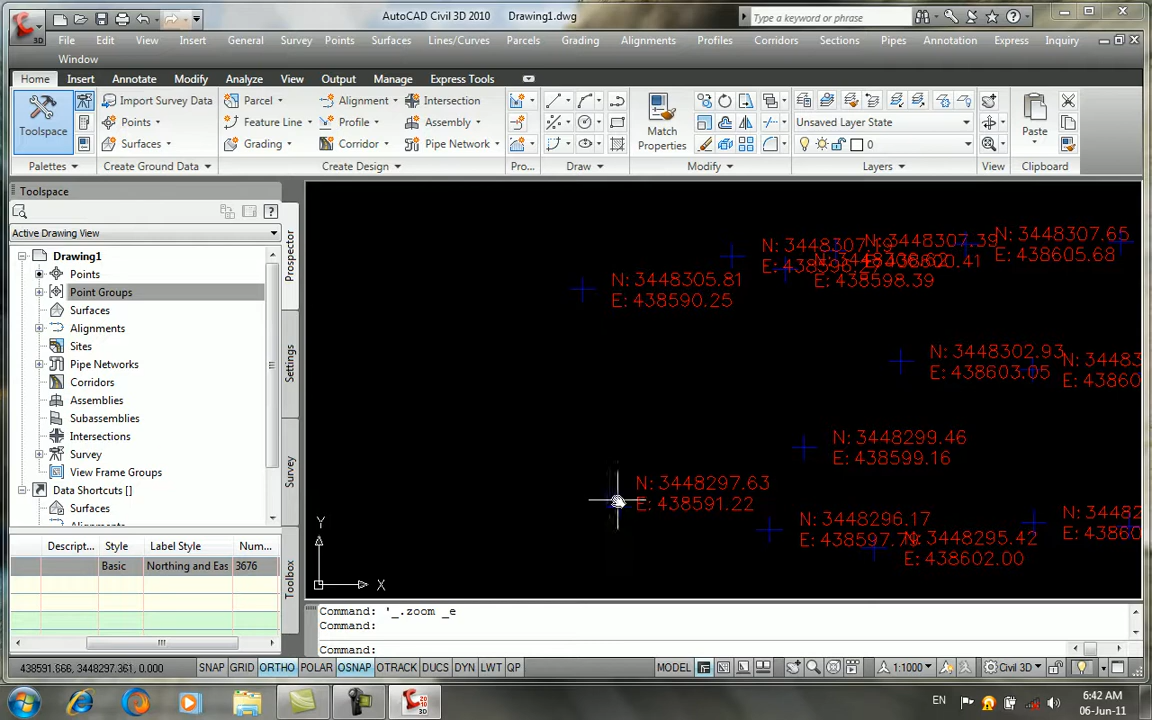 AutoCAD Civil 3D 2010 Drawing1.dwg
Type a keyword or phrase
File Edit View Insert General Survey Points Surfaces Lines/Curves Parcels Grading Alignments Profiles Corridors Sections Pipes Annotation Express Inquiry
Window
Home Insert Annotate Modify Analyze View Output Manage Express Tools
Toolspace
Import Survey Data
Points
Surfaces
Parcel
Feature Line
Grading
Alignment
Profile
Corridor
Intersection
Assembly
Pipe Network
Match
Properties
Unsaved Layer State
0
Paste
Palettes Create Ground Data Create Design Pro... Draw Modify Layers View Clipboard
Toolspace
Active Drawing View
Drawing1
Points
Point Groups
Surfaces
Alignments
Sites
Pipe Networks
Corridors
Assemblies
Subassemblies
Intersections
Survey
View Frame Groups
Data Shortcuts []
Surfaces
Prospector
Settings
Survey
Toolbox
Descript... Style Label Style Num...
Basic Northing and Eas 3676
N: 3448305.81
E: 438590.25
N: 3448307.19
N: 3448307.39
N: 3448307.65
E: 438605.68
E: 438598.39
N: 3448302.93
E: 438603.05
N: 3448299.46
E: 438599.16
N: 3448297.63
E: 438591.22
N: 3448296.17
N: 3448295.42
E: 438602.00
Y
X
Command: '_.zoom _e
Command:
Command:
438591.666, 3448297.361, 0.000 SNAP GRID ORTHO POLAR OSNAP OTRACK DUCS DYN LWT QP MODEL 1:1000 Civil 3D
EN 6:42 AM
06-Jun-11